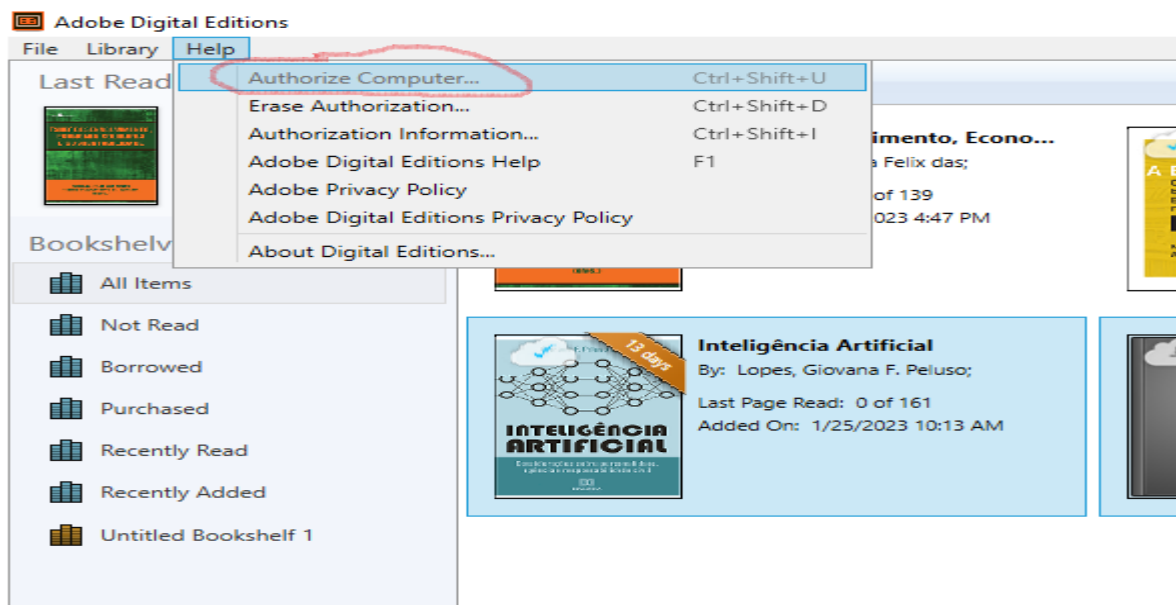 Adobe Digital Editions
File Library Help
Last Read
Authorize Computer... Ctrl+Shift+U
Erase Authorization... Ctrl+Shift+D
Authorization Information... Ctrl+Shift+I
Adobe Digital Editions Help F1
Adobe Privacy Policy
Adobe Digital Editions Privacy Policy
About Digital Editions...
imento, Econo...
Felix das;
of 139
023 4:47 PM
Bookshelv
All Items
Not Read
Borrowed
Purchased
Recently Read
Recently Added
Untitled Bookshelf 1
13 days
INTELIGÊNCIA
ARTIFICIAL
Inteligência Artificial
By: Lopes, Giovana F. Peluso;
Last Page Read: 0 of 161
Added On: 1/25/2023 10:13 AM